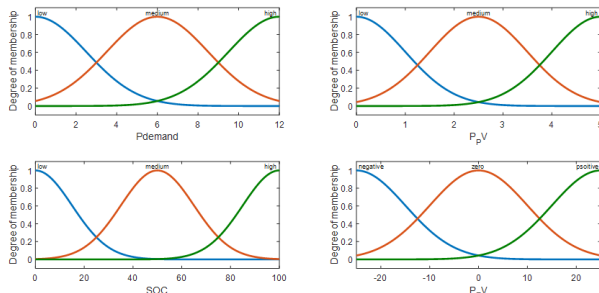 low medium high low medium high
Degree of membership 1 0.8 0.6 0.4 0.2 0
Degree of membership 1 0.8 0.6 0.4 0.2 0
0 2 4 6 8 10 12
0 1 2 3 4 5
Pdemand
PpV
low medium high negative zero psoitive
Degree of membership 1 0.8 0.6 0.4 0.2 0
Degree of membership 1 0.8 0.6 0.4 0.2 0
0 20 40 60 80 100
-20 -10 0 10 20
SOC